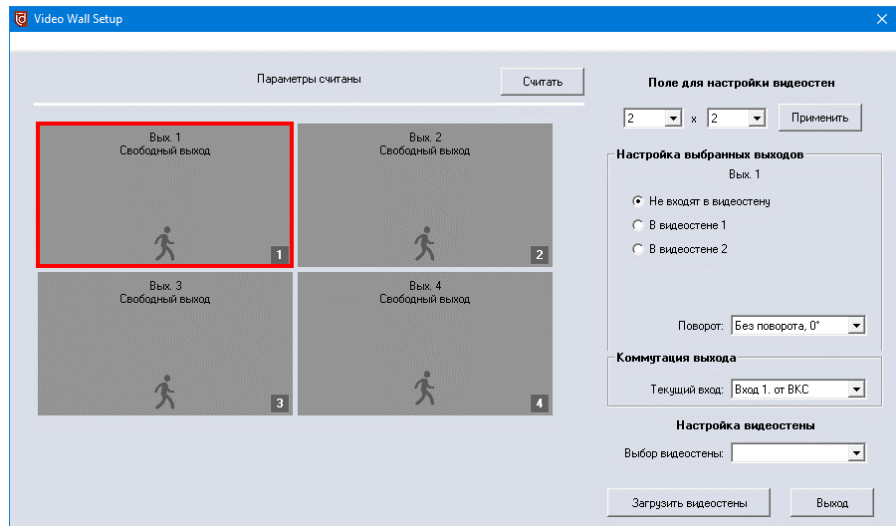 Video Wall Setup
Параметры считаны
Считать
Вых. 1
Свободный выход
1
Вых. 2
Свободный выход
2
Вых. 3
Свободный выход
3
Вых. 4
Свободный выход
4
Поле для настройки видеостен
2 x 2 Применить
Настройка выбранных выходов
Вых. 1
Не входят в видеостену
В видеостене 1
В видеостене 2
Поворот: Без поворота, 0°
Коммутация выхода
Текущий вход: Вход 1. от ВКС
Настройка видеостены
Выбор видеостены:
Загрузить видеостены
Выход